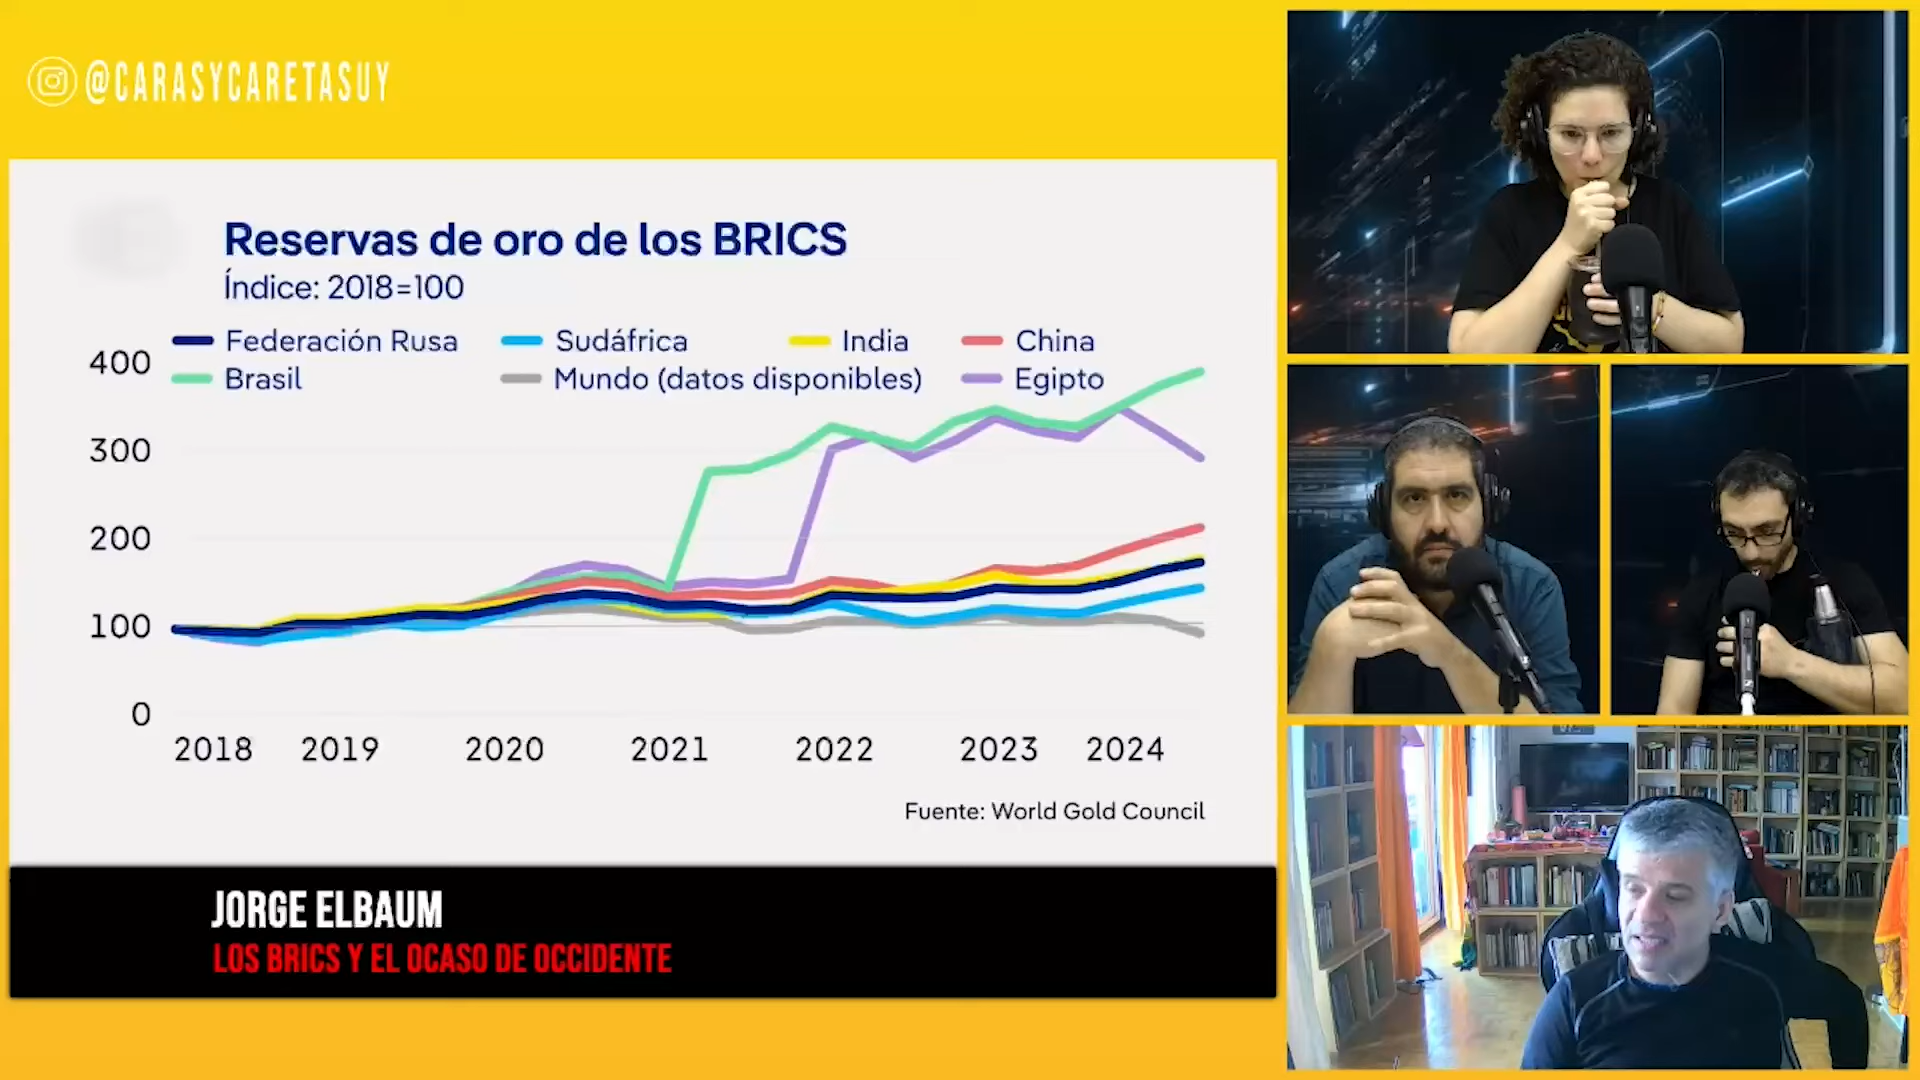 @CARASYCARETASUY
Reservas de oro de los BRICS
Índice: 2018=100
Federación Rusa Sudáfrica India China
Brasil Mundo (datos disponibles) Egipto
400
300
200
100
0
2018 2019 2020 2021 2022 2023 2024
Fuente: World Gold Council
JORGE ELBAUM
LOS BRICS Y EL OCASO DE OCCIDENTE